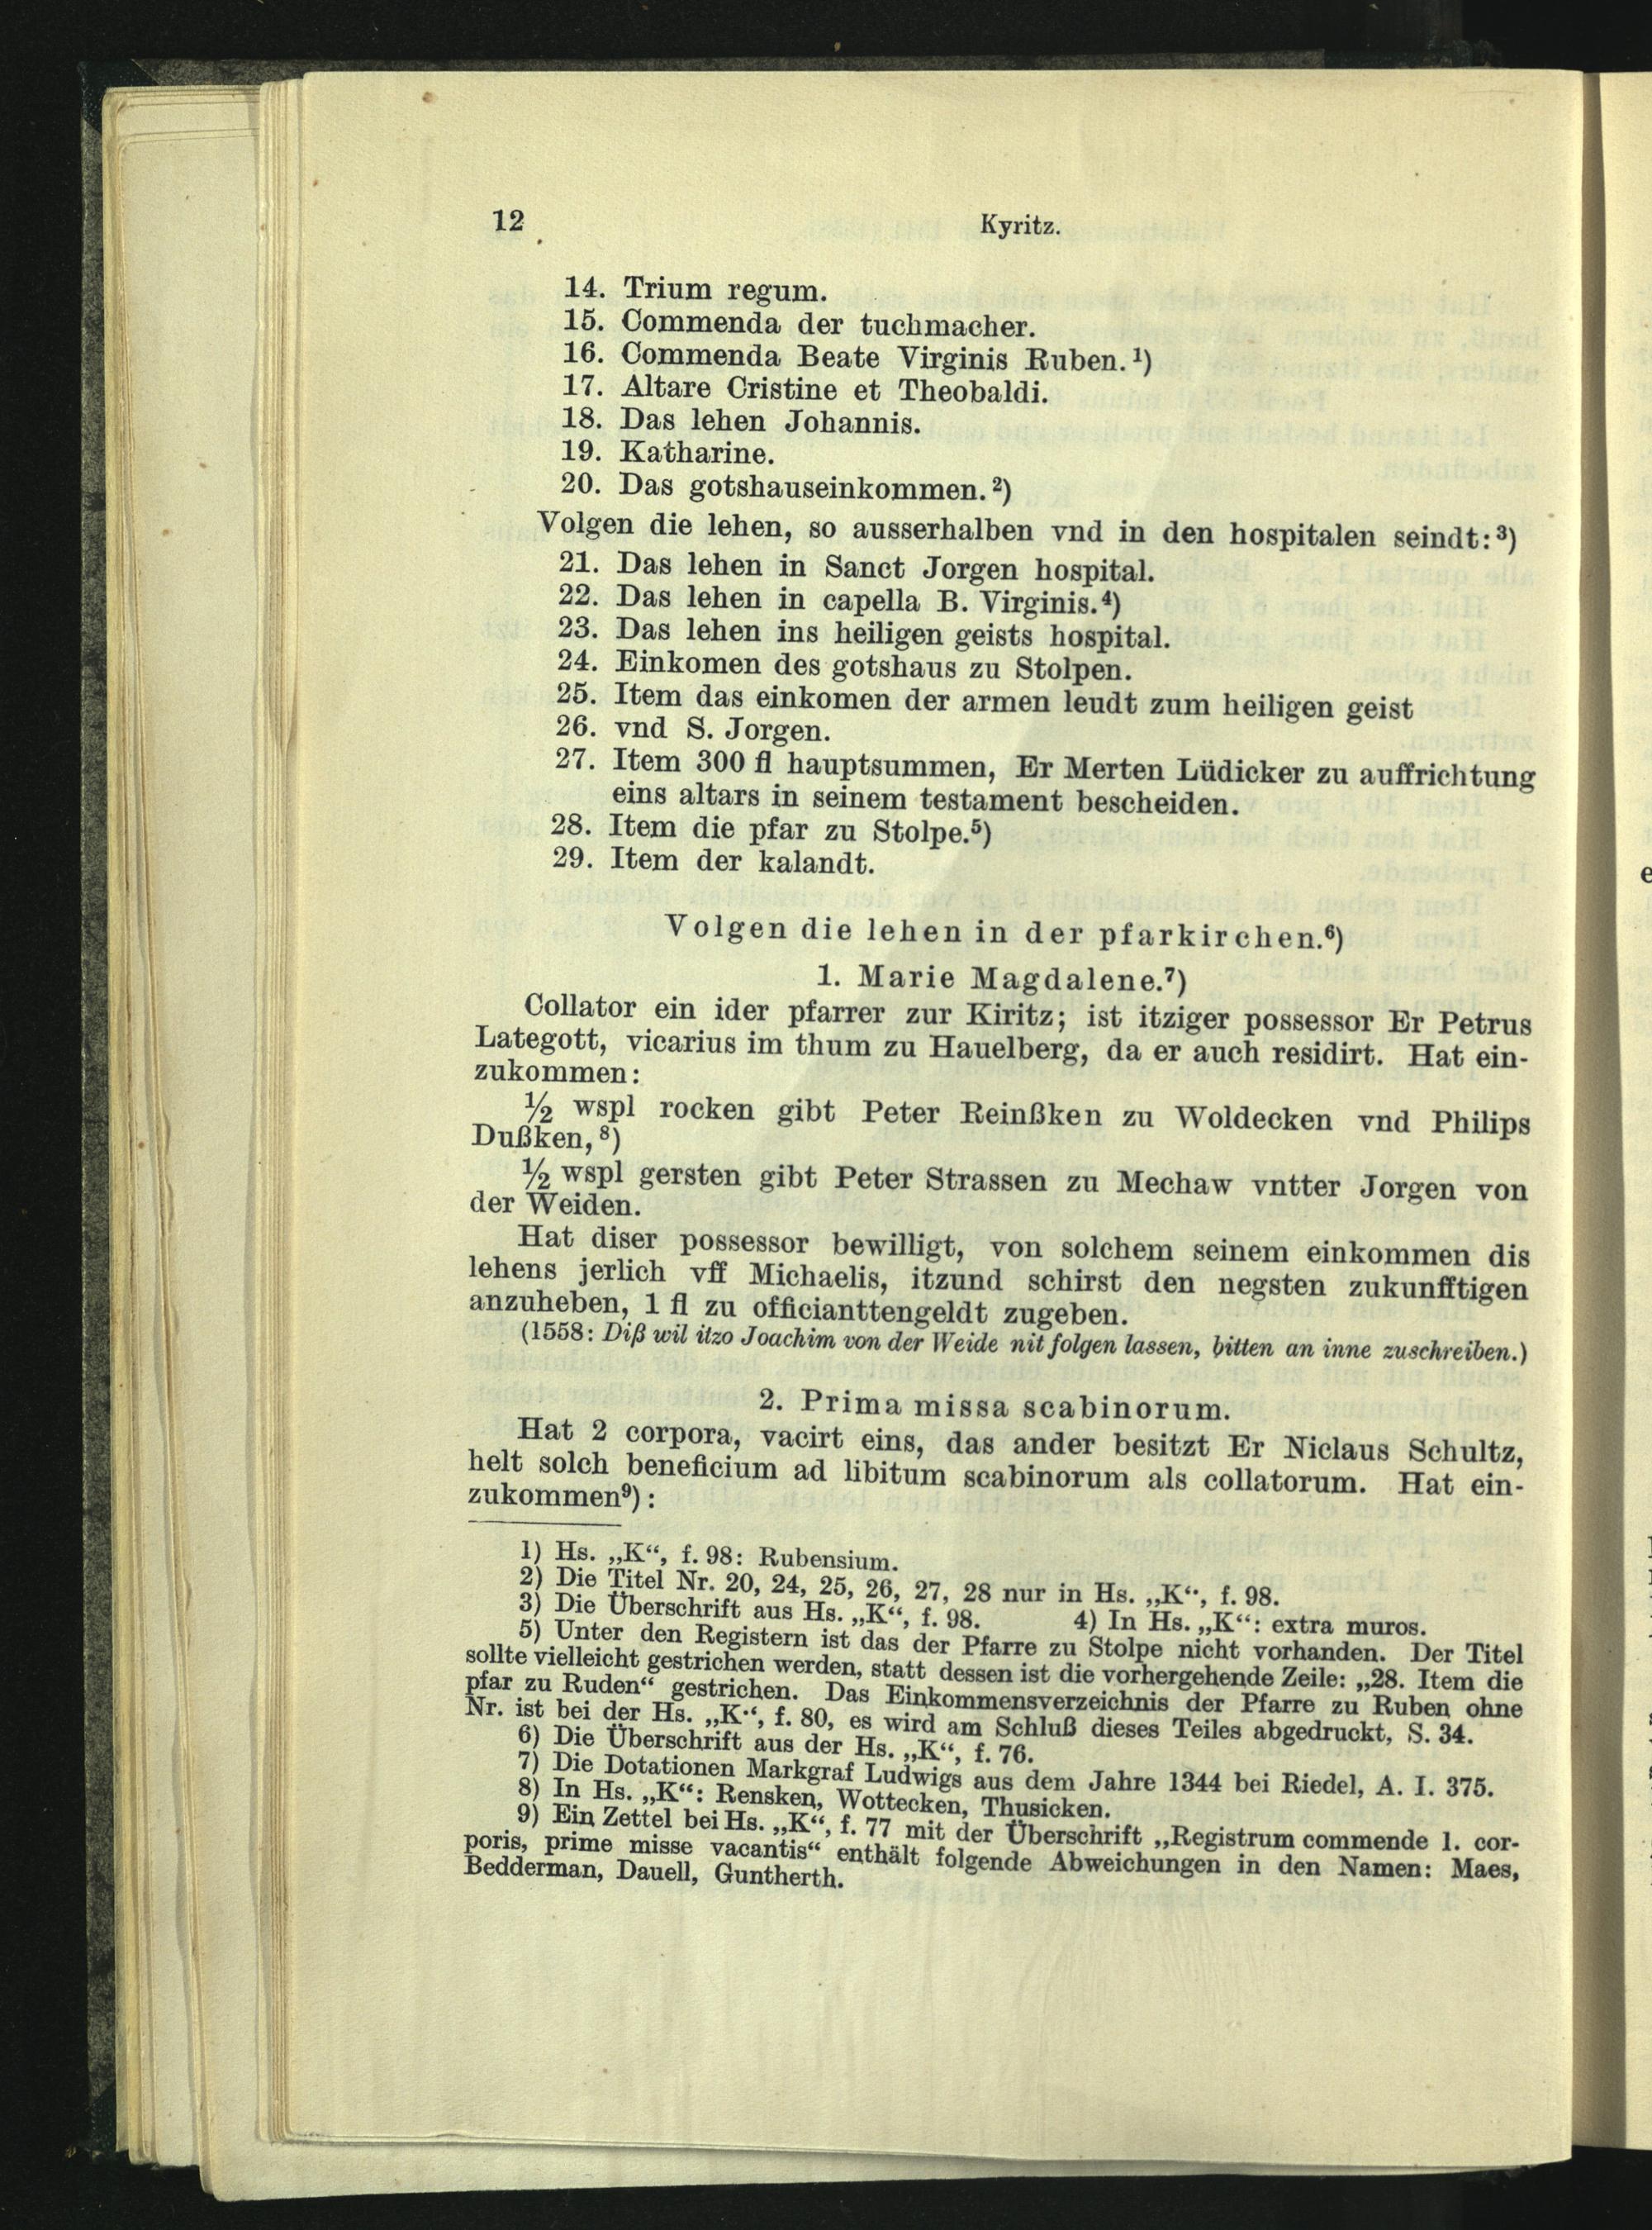 12
Kyritz.
14. Trium regum.
15. Commenda der tuchmacher.
16. Commenda Beate Virginis Ruben.¹)
17. Altare Cristine et Theobaldi.
18. Das lehen Johannis.
19. Katharine.
20. Das gotshauseinkommen.²)
Volgen die lehen, so ausserhalben vnd in den hospitalen seindt:³)
21. Das lehen in Sanct Jorgen hospital.
22. Das lehen in capella B. Virginis.⁴)
23. Das lehen ins heiligen geists hospital.
24. Einkomen des gotshaus zu Stolpen.
25. Item das einkomen der armen leudt zum heiligen geist
26. vnd S. Jorgen.
27. Item 300 fl hauptsummen, Er Merten Lüdicker zu auffrichtung
eins altars in seinem testament bescheiden.
28. Item die pfar zu Stolpe.⁵)
29. Item der kalandt.
Volgen die lehen in der pfarkirchen.⁶)
1. Marie Magdalene.⁷)
Collator ein ider pfarrer zur Kiritz; ist itziger possessor Er Petrus
Lategott, vicarius im thum zu Hauelberg, da er auch residirt. Hat ein-
zukommen:
½ wspl rocken gibt Peter Reinßken zu Woldecken vnd Philips
Dußken,⁸)
½ wspl gersten gibt Peter Strassen zu Mechaw vntter Jorgen von
der Weiden.
Hat diser possessor bewilligt, von solchem seinem einkommen dis
lehens jerlich vff Michaelis, itzund schirst den negsten zukunfftigen
anzuheben, 1 fl zu officianttengeldt zugeben.
(1558: Diß wil itzo Joachim von der Weide nit folgen lassen, bitten an inne zuschreiben.)
2. Prima missa scabinorum.
Hat 2 corpora, vacirt eins, das ander besitzt Er Niclaus Schultz,
helt solch beneficium ad libitum scabinorum als collatorum. Hat ein-
zukommen⁹):
1) Hs. „K“, f. 98: Rubensium.
2) Die Titel Nr. 20, 24, 25, 26, 27, 28 nur in Hs. „K“, f. 98.
3) Die Überschrift aus Hs. „K“, f. 98. 4) In Hs. „K“: extra muros.
5) Unter den Registern ist das der Pfarre zu Stolpe nicht vorhanden. Der Titel
sollte vielleicht gestrichen werden, statt dessen ist die vorhergehende Zeile: „28. Item die
pfar zu Ruden“ gestrichen. Das Einkommensverzeichnis der Pfarre zu Ruben ohne
Nr. ist bei der Hs. „K“, f. 80, es wird am Schluß dieses Teiles abgedruckt, S. 34.
6) Die Überschrift aus der Hs. „K“, f. 76.
7) Die Dotationen Markgraf Ludwigs aus dem Jahre 1344 bei Riedel, A. I. 375.
8) In Hs. „K“: Rensken, Wottecken, Thusicken.
9) Ein Zettel bei Hs. „K“, f. 77 mit der Überschrift „Registrum commende 1. cor-
poris, prime misse vacantis“ enthält folgende Abweichungen in den Namen: Maes,
Bedderman, Dauell, Guntherth.